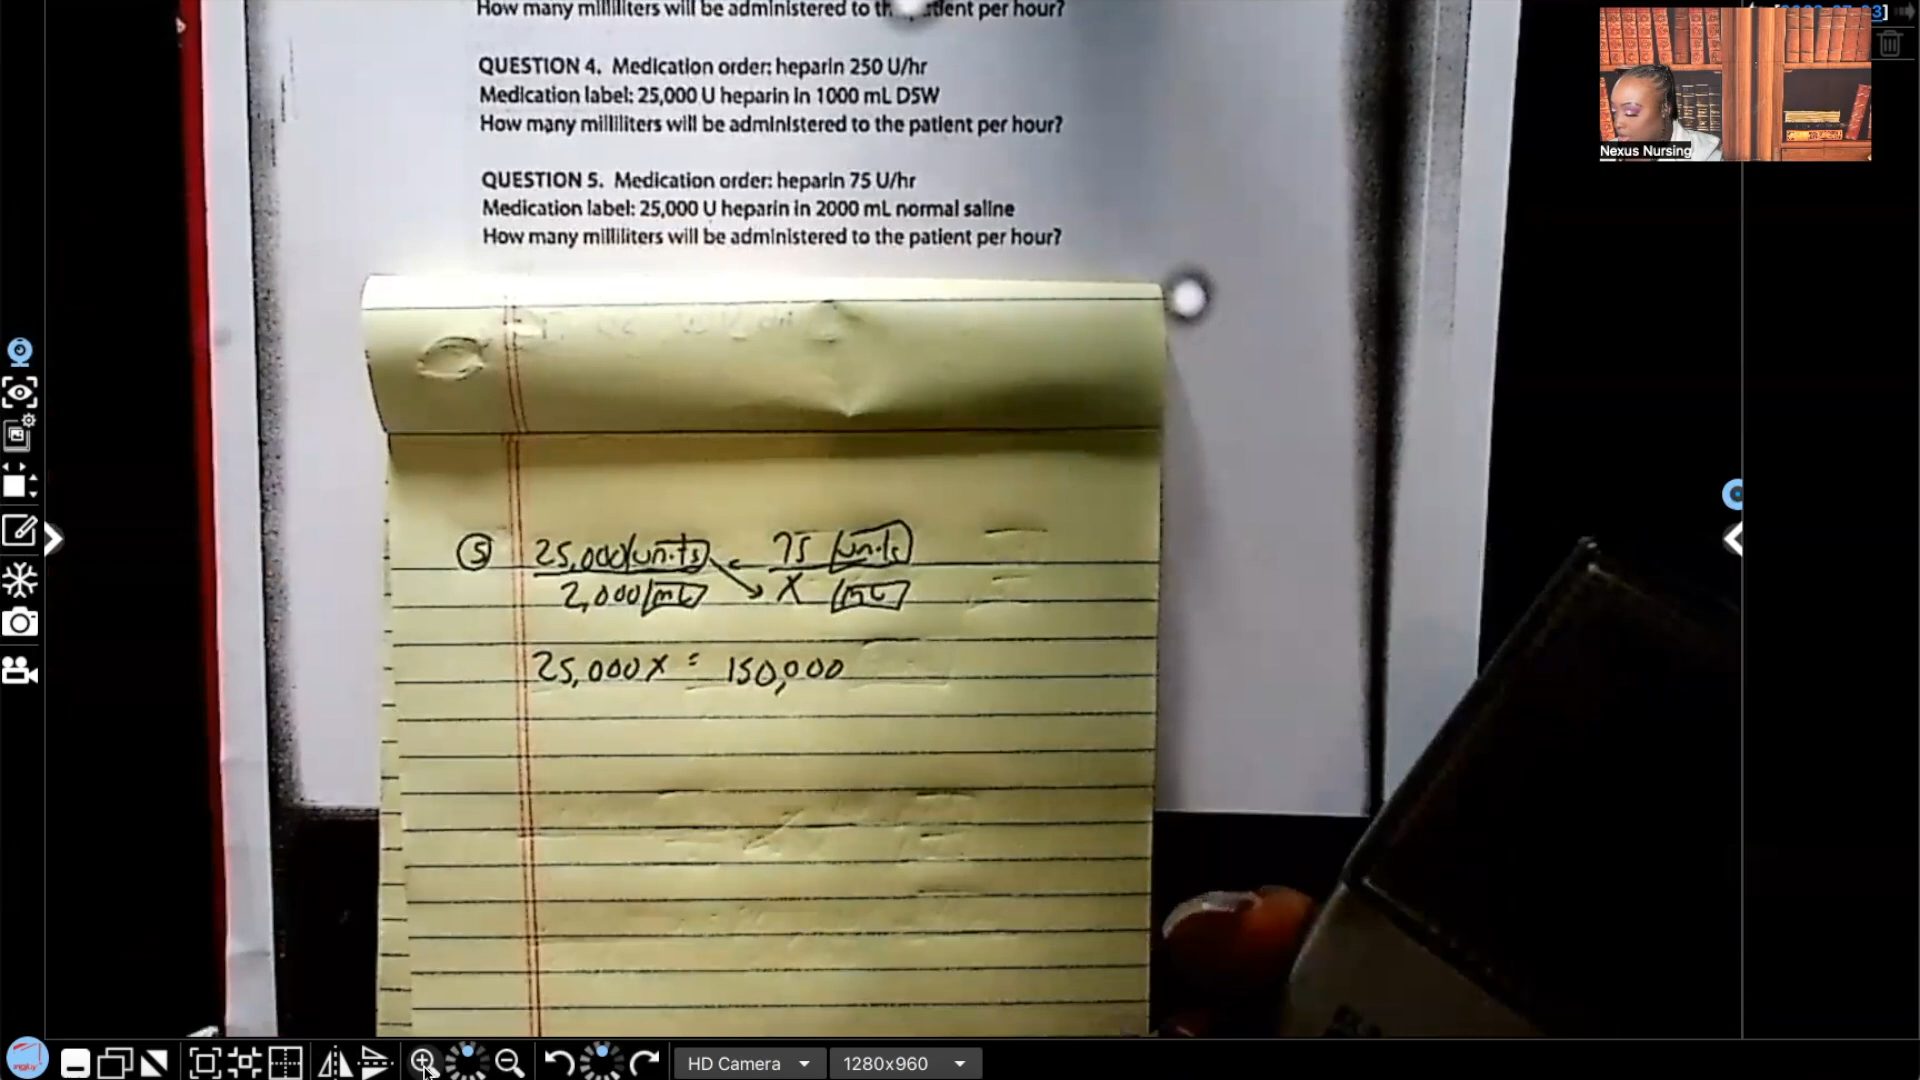 How many milliliters will be administered to the patient per hour?
QUESTION 4. Medication order: heparin 250 U/hr
Medication label: 25,000 U heparin in 1000 mL D5W
How many milliliters will be administered to the patient per hour?
QUESTION 5. Medication order: heparin 75 U/hr
Medication label: 25,000 U heparin in 2000 mL normal saline
How many milliliters will be administered to the patient per hour?
5 25,000 units = 75 units
2,000 mL X mL
25,000 X = 150,000
Nexus Nursing
HD Camera 1280x960